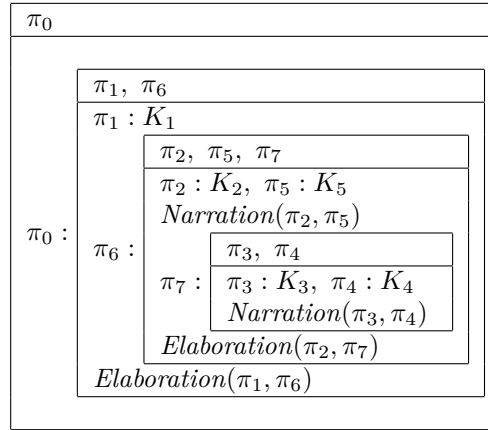 π₀
π₁, π₆
π₁ : K₁
π₂, π₅, π₇
π₂ : K₂, π₅ : K₅
Narration(π₂, π₅)
π₀ :
π₆ :
π₃, π₄
π₇ :
π₃ : K₃, π₄ : K₄
Narration(π₃, π₄)
Elaboration(π₂, π₇)
Elaboration(π₁, π₆)